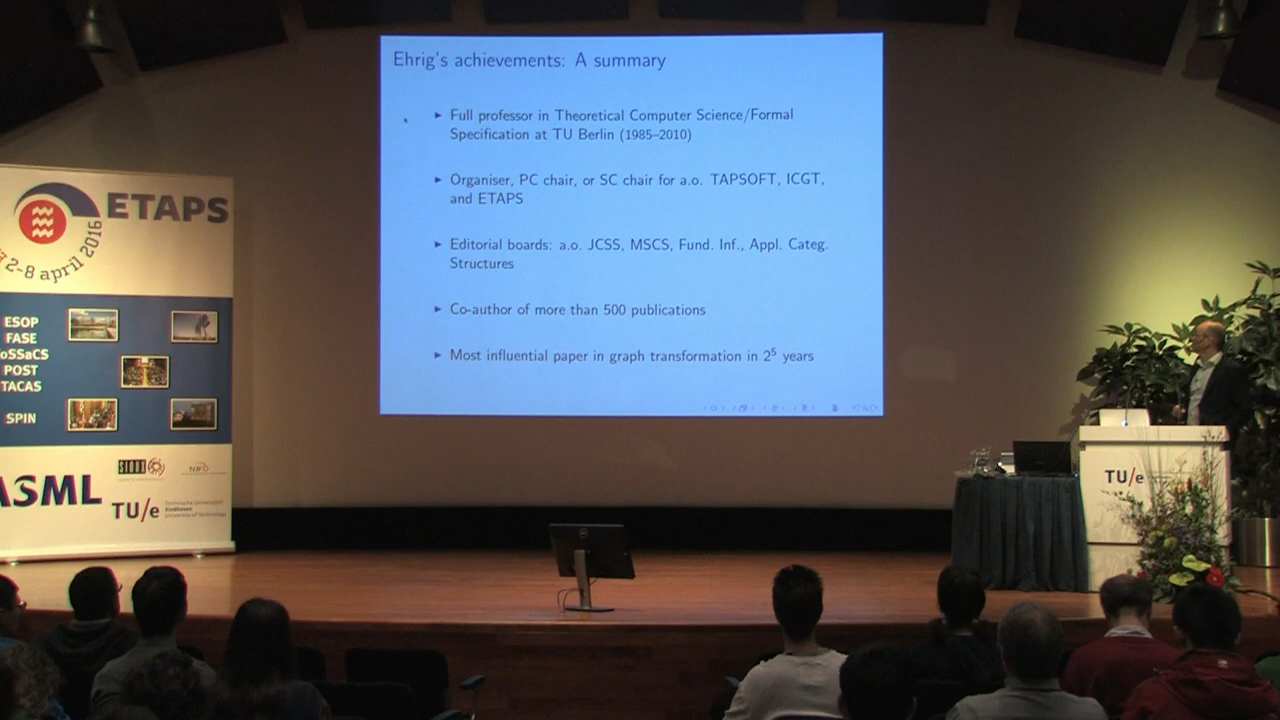 Ehrig's achievements: A summary
► Full professor in Theoretical Computer Science/Formal
Specification at TU Berlin (1985–2010)
► Organiser, PC chair, or SC chair for a.o. TAPSOFT, ICGT,
and ETAPS
► Editorial boards: a.o. JCSS, MSCS, Fund. Inf., Appl. Categ.
Structures
► Co-author of more than 500 publications
► Most influential paper in graph transformation in 2⁵ years
ETAPS
2-8 april 2016
ESOP
FASE
oSSaCS
POST
TACAS
SPIN
ASML
SIOUX
TU/e
Technische Universiteit
Eindhoven
University of Technology
TU/e